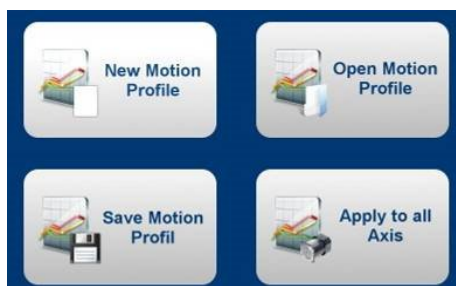 New Motion
Profile
Open Motion
Profile
Save Motion
Profil
Apply to all
Axis